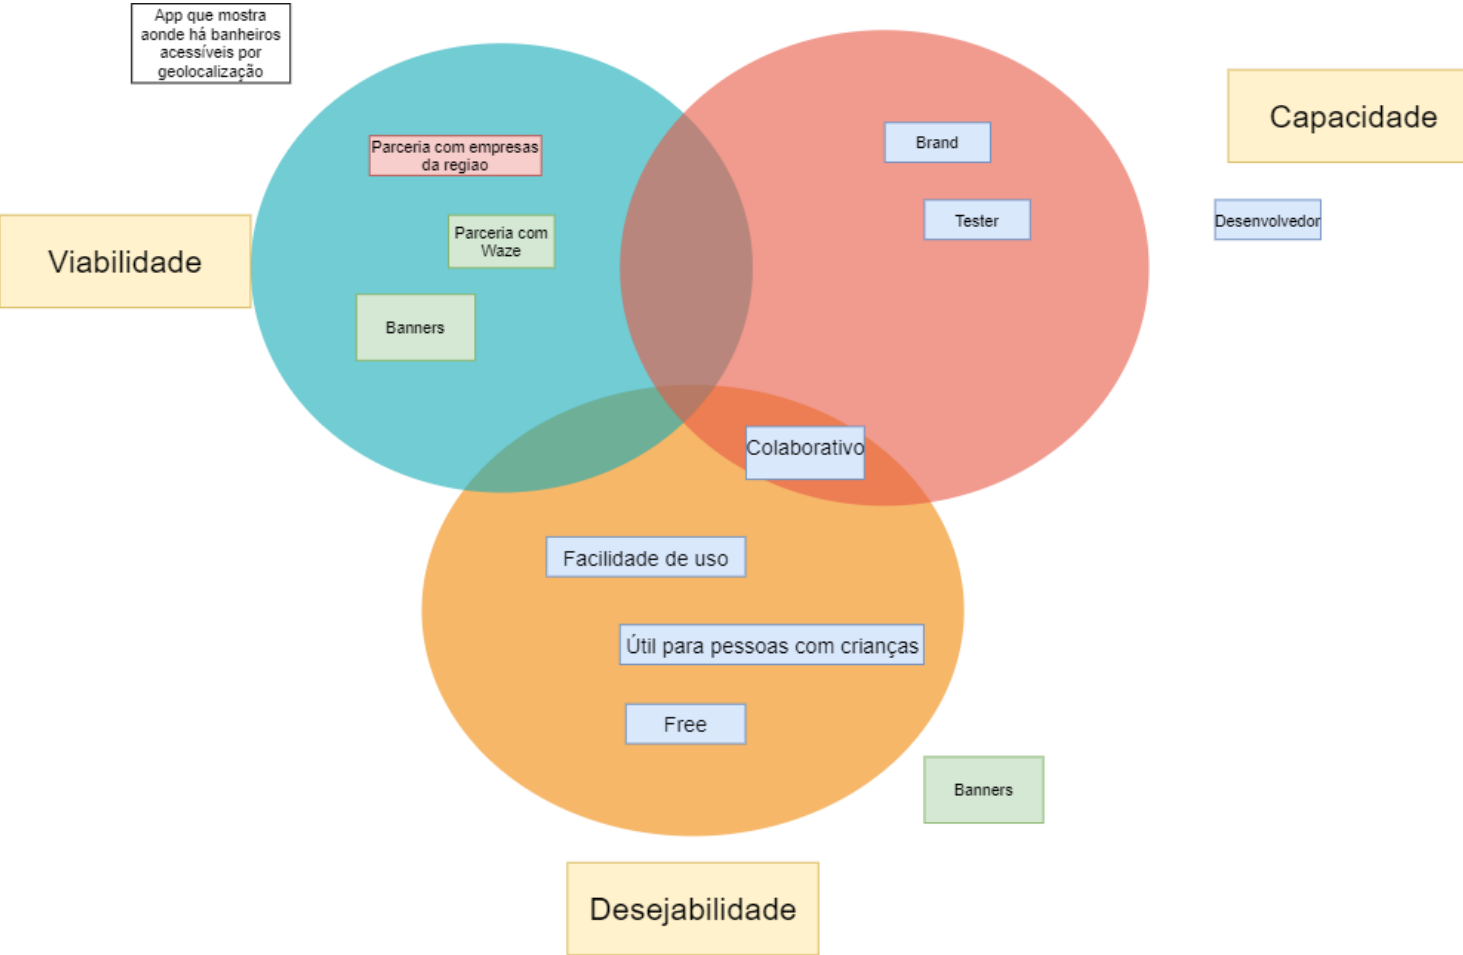 App que mostra
aonde há banheiros
acessíveis por
geolocalização
Capacidade
Brand
Parceria com empresas
da regiao
Tester
Desenvolvedor
Parceria com
Waze
Viabilidade
Banners
Colaborativo
Facilidade de uso
Útil para pessoas com crianças
Free
Banners
Desejabilidade